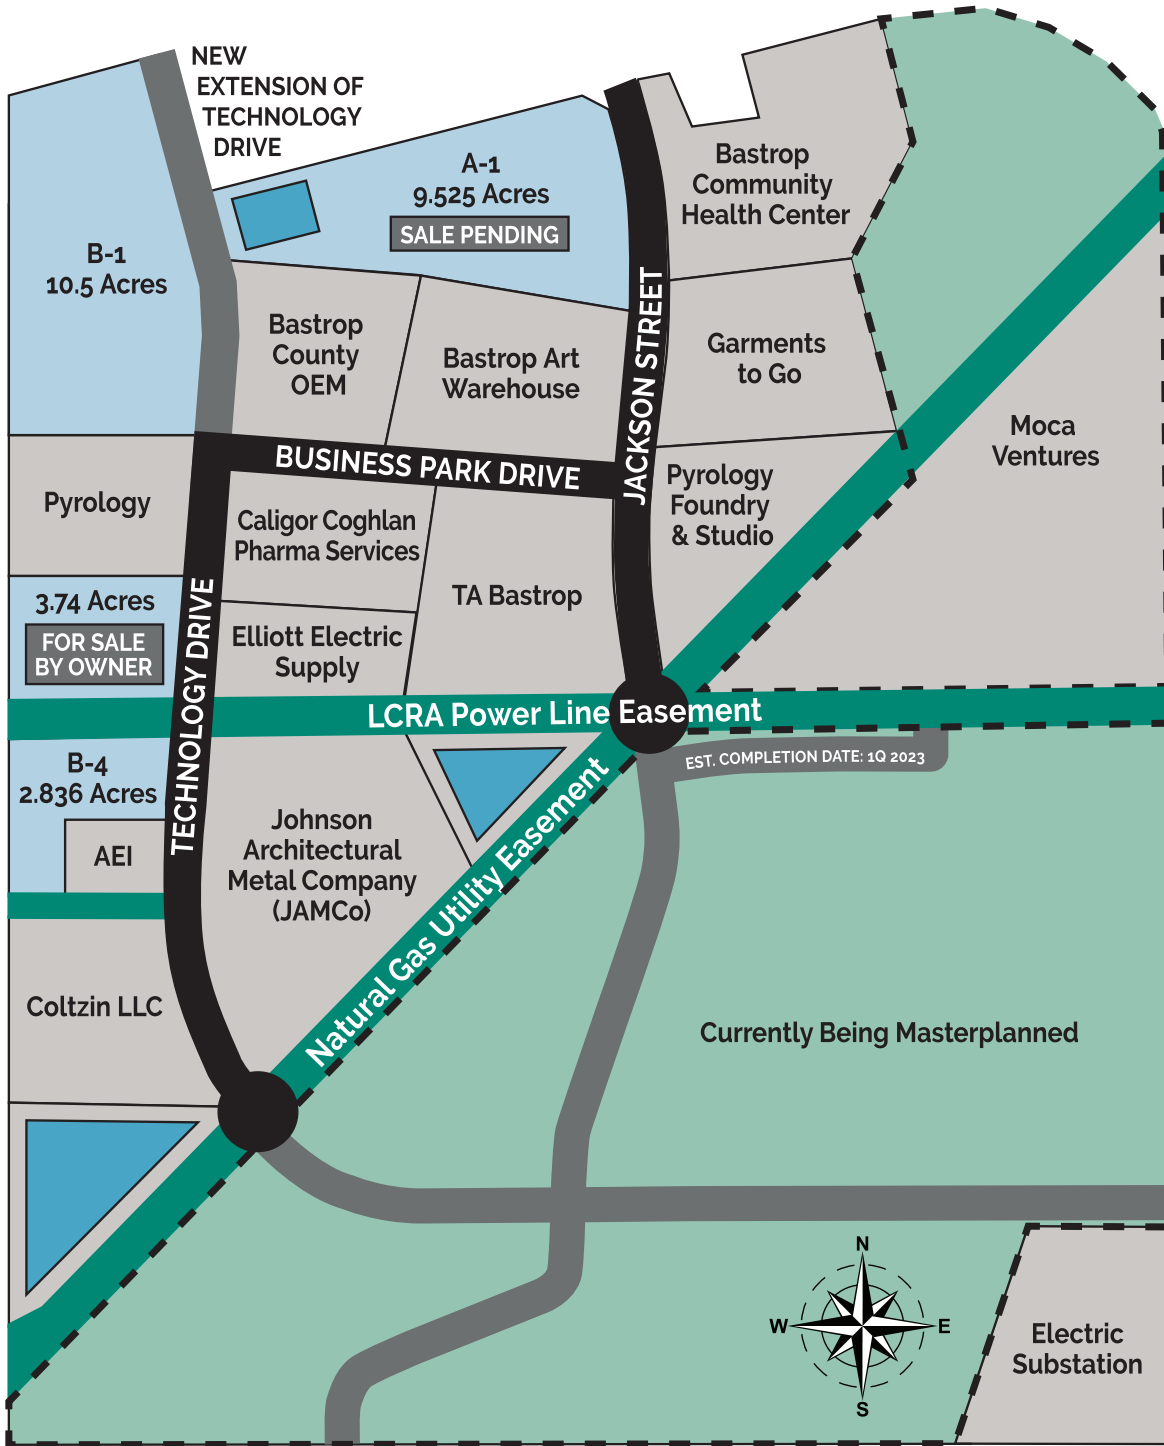 NEW
EXTENSION OF
TECHNOLOGY
DRIVE
A-1
9.525 Acres
SALE PENDING
Bastrop
Community
Health Center
B-1
10.5 Acres
Bastrop
County
OEM
Bastrop Art
Warehouse
JACKSON STREET
Garments
to Go
Moca
Ventures
BUSINESS PARK DRIVE
Pyrology
Pyrology
Foundry
& Studio
Caligor Coghlan
Pharma Services
TA Bastrop
3.74 Acres
FOR SALE
BY OWNER
TECHNOLOGY DRIVE
Elliott Electric
Supply
LCRA Power Line Easement
EST. COMPLETION DATE: 1Q 2023
B-4
2.836 Acres
AEI
Johnson
Architectural
Metal Company
(JAMCo)
Natural Gas Utility Easement
Coltzin LLC
Currently Being Masterplanned
N
W
E
S
Electric
Substation